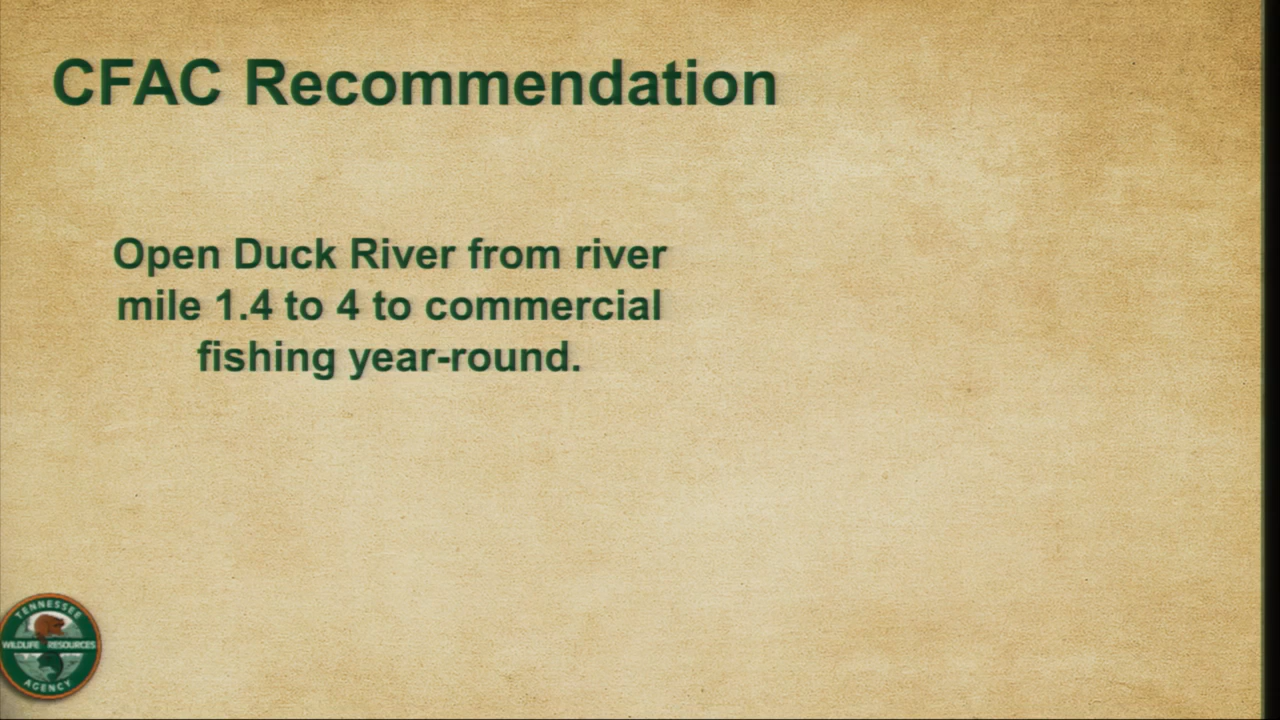 CFAC Recommendation
Open Duck River from river
mile 1.4 to 4 to commercial
fishing year-round.
TENNESSEE
WILDLIFE RESOURCES
AGENCY